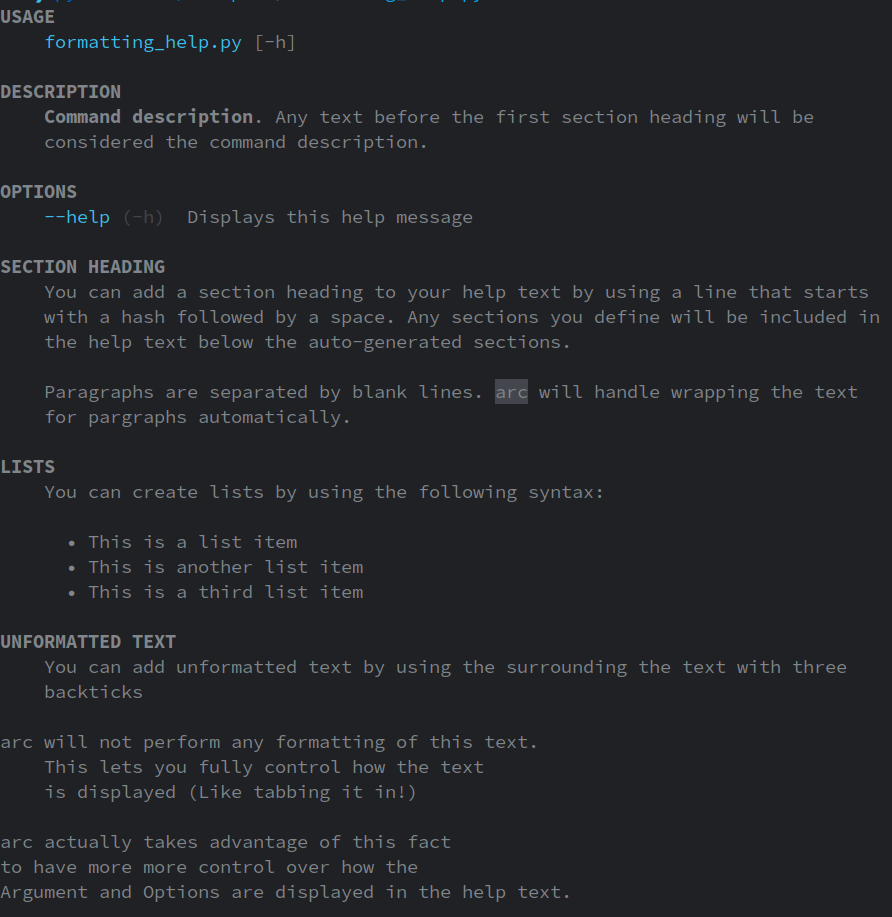 USAGE
formatting_help.py [-h]
DESCRIPTION
Command description. Any text before the first section heading will be
considered the command description.
OPTIONS
--help (-h)  Displays this help message
SECTION HEADING
You can add a section heading to your help text by using a line that starts
with a hash followed by a space. Any sections you define will be included in
the help text below the auto-generated sections.
Paragraphs are separated by blank lines. arc will handle wrapping the text
for pargraphs automatically.
LISTS
You can create lists by using the following syntax:
• This is a list item
• This is another list item
• This is a third list item
UNFORMATTED TEXT
You can add unformatted text by using the surrounding the text with three
backticks
arc will not perform any formatting of this text.
This lets you fully control how the text
is displayed (Like tabbing it in!)
arc actually takes advantage of this fact
to have more more control over how the
Argument and Options are displayed in the help text.